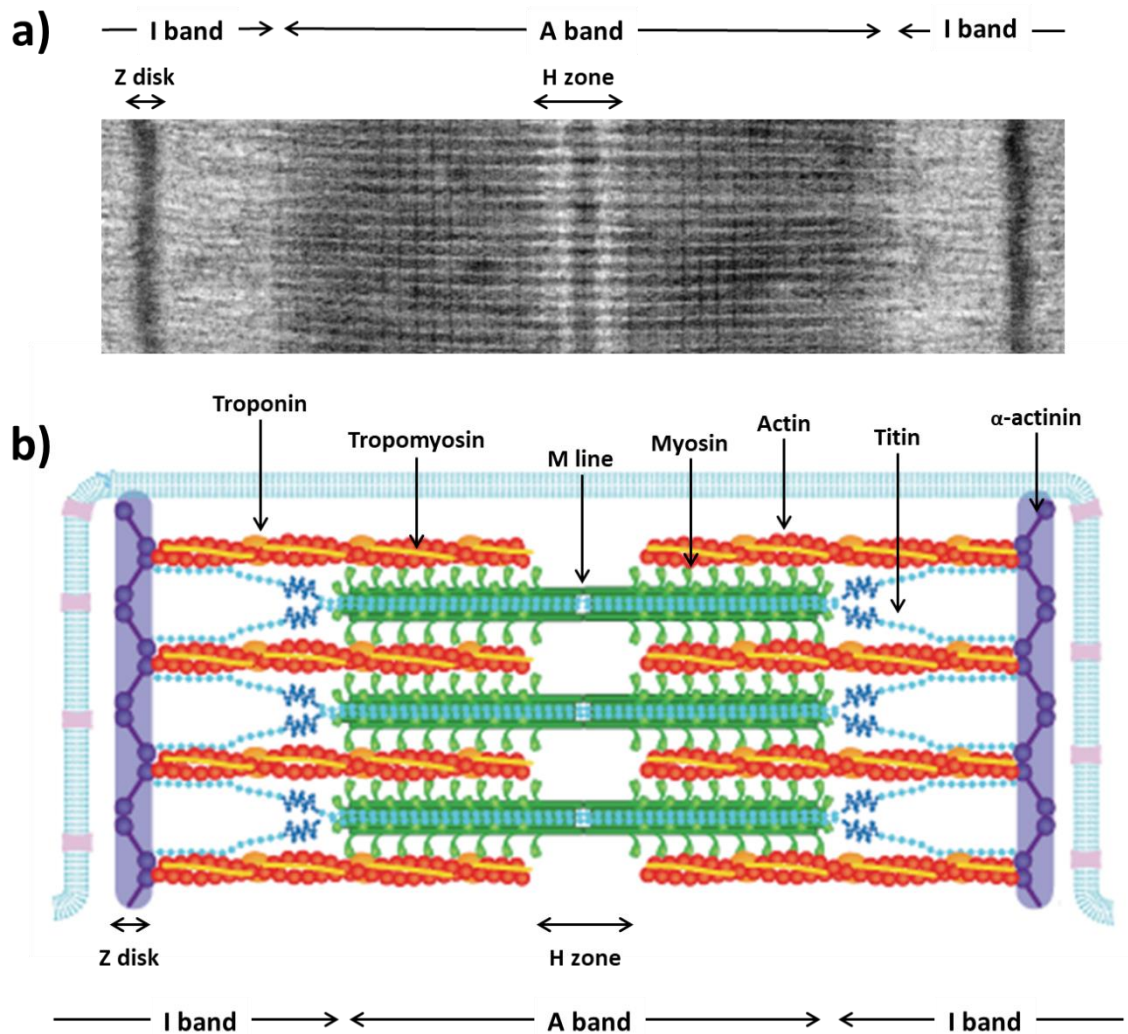 a)
I band
A band
I band
Z disk
H zone
b)
Troponin
Tropomyosin
M line
Myosin
Actin
Titin
α-actinin
Z disk
H zone
I band
A band
I band